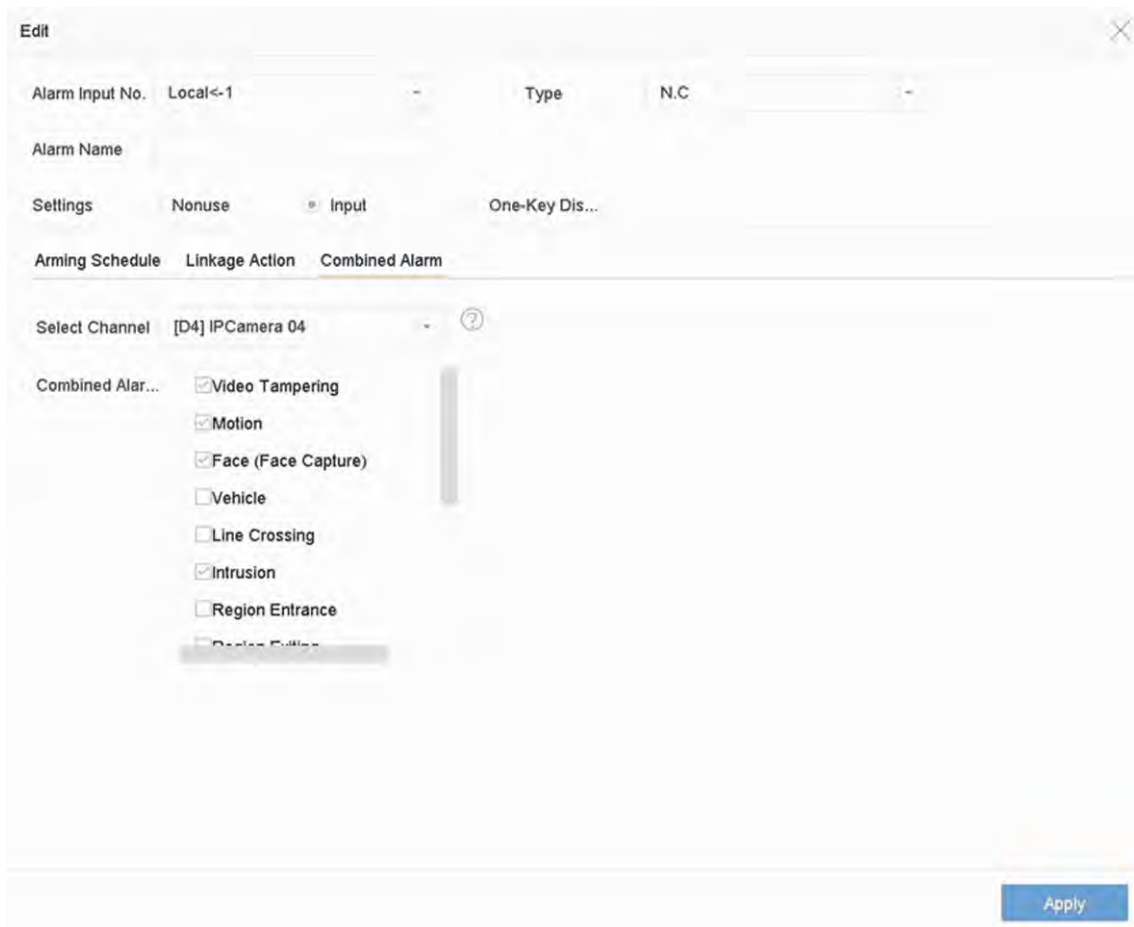 Edit
Alarm Input No. Local<-1 Type N.C
Alarm Name
Settings Nonuse Input One-Key Dis...
Arming Schedule Linkage Action Combined Alarm
Select Channel [D4] IPCamera 04 ?
Combined Alar... Video Tampering
Motion
Face (Face Capture)
Vehicle
Line Crossing
Intrusion
Region Entrance
Region Exiting
Apply